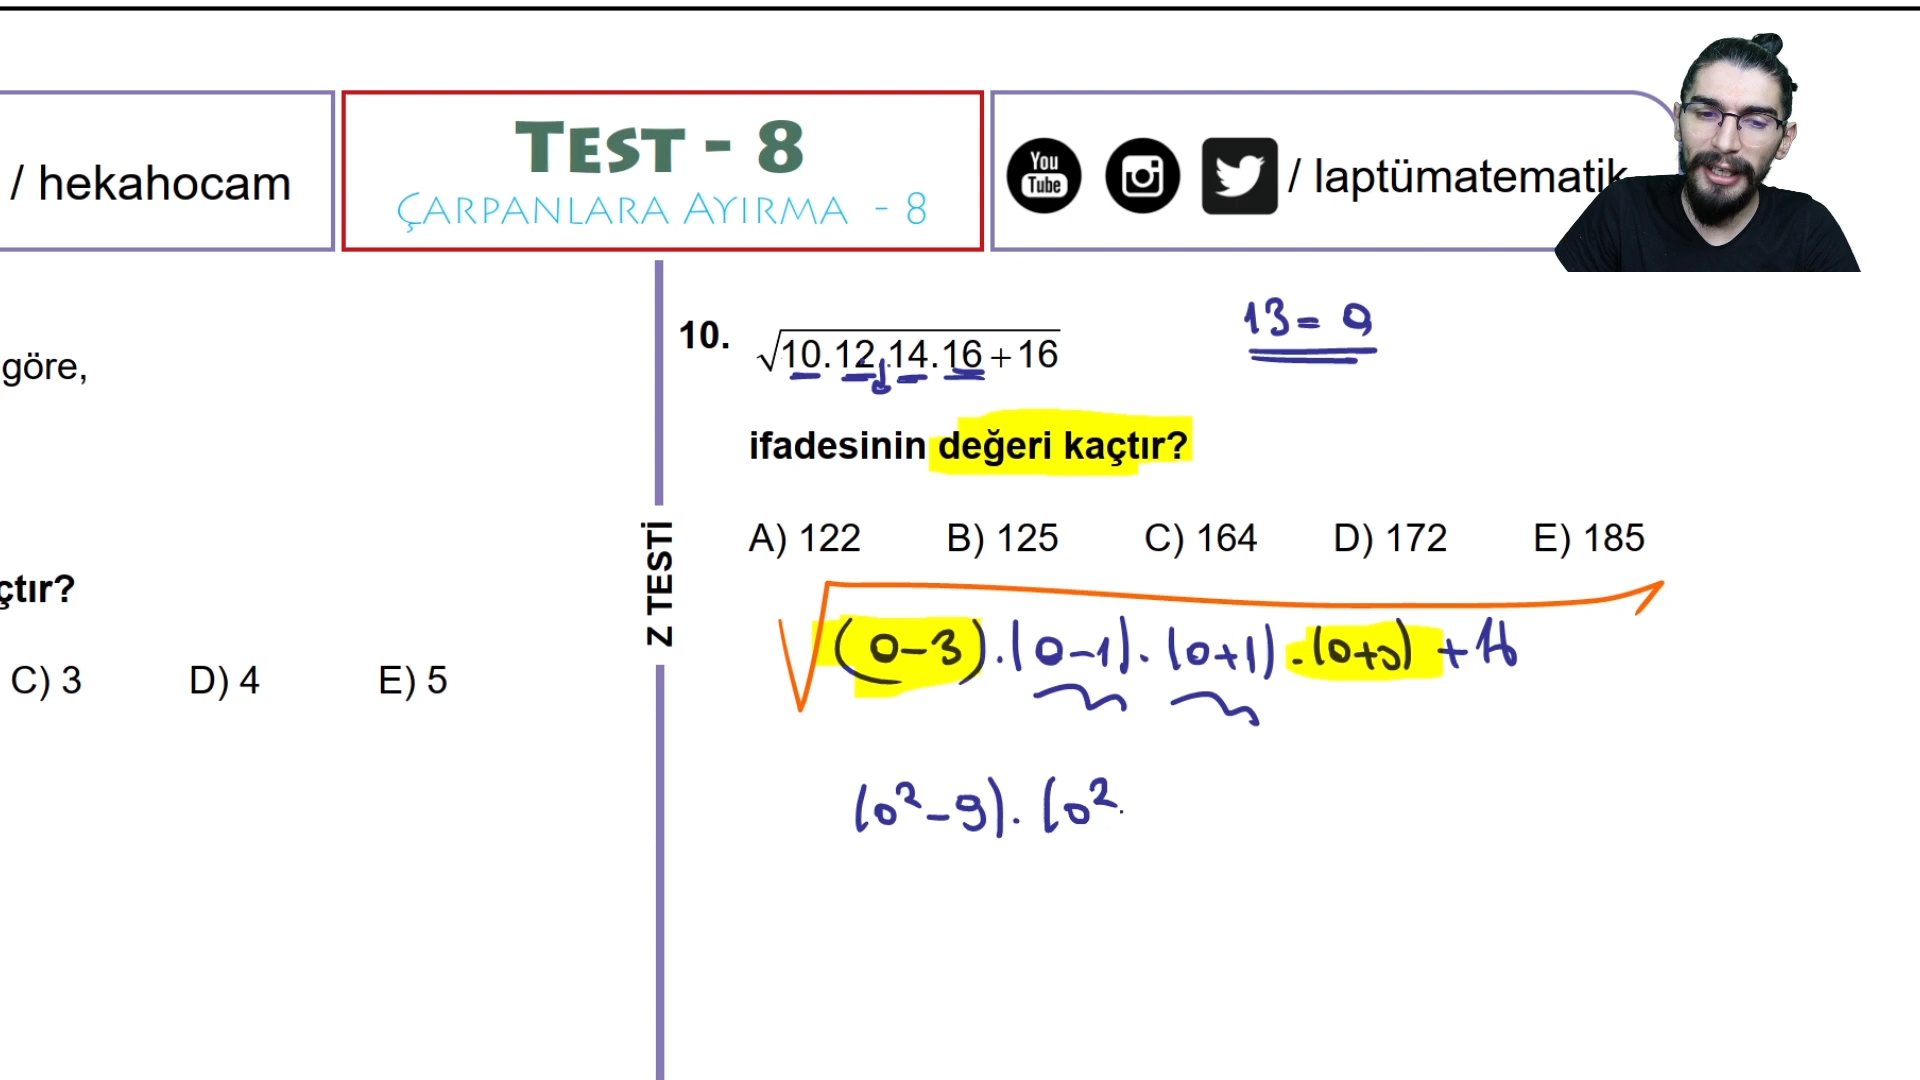 / hekahocam
TEST - 8
ÇARPANLARA AYIRMA - 8
You
Tube
/ laptümatematik
göre,
çtır?
C) 3 D) 4 E) 5
Z TESTİ
10. √10.12.14.16+16
13 = a
ifadesinin değeri kaçtır?
A) 122 B) 125 C) 164 D) 172 E) 185
√(a-3).(a-1).(a+1).(a+3)+16
(a²-9).(a²